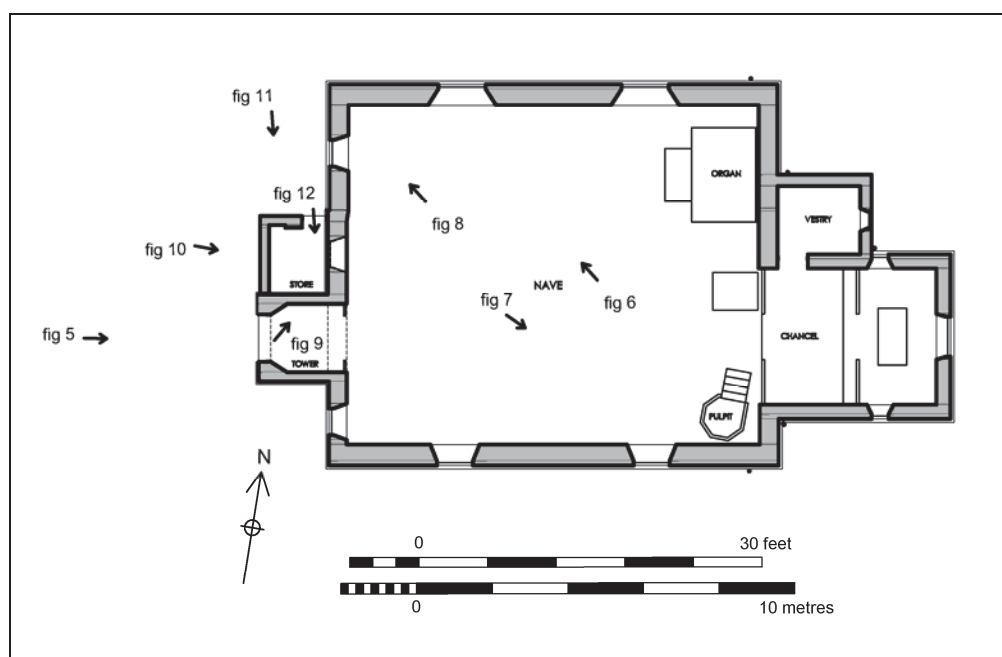 fig 11
ORGAN
fig 12
VESTRY
fig 8
fig 10
STORE
NAVE
fig 6
fig 7
fig 5
CHANCEL
fig 9
TOWER
PULPIT
N
0 30 feet
0 10 metres